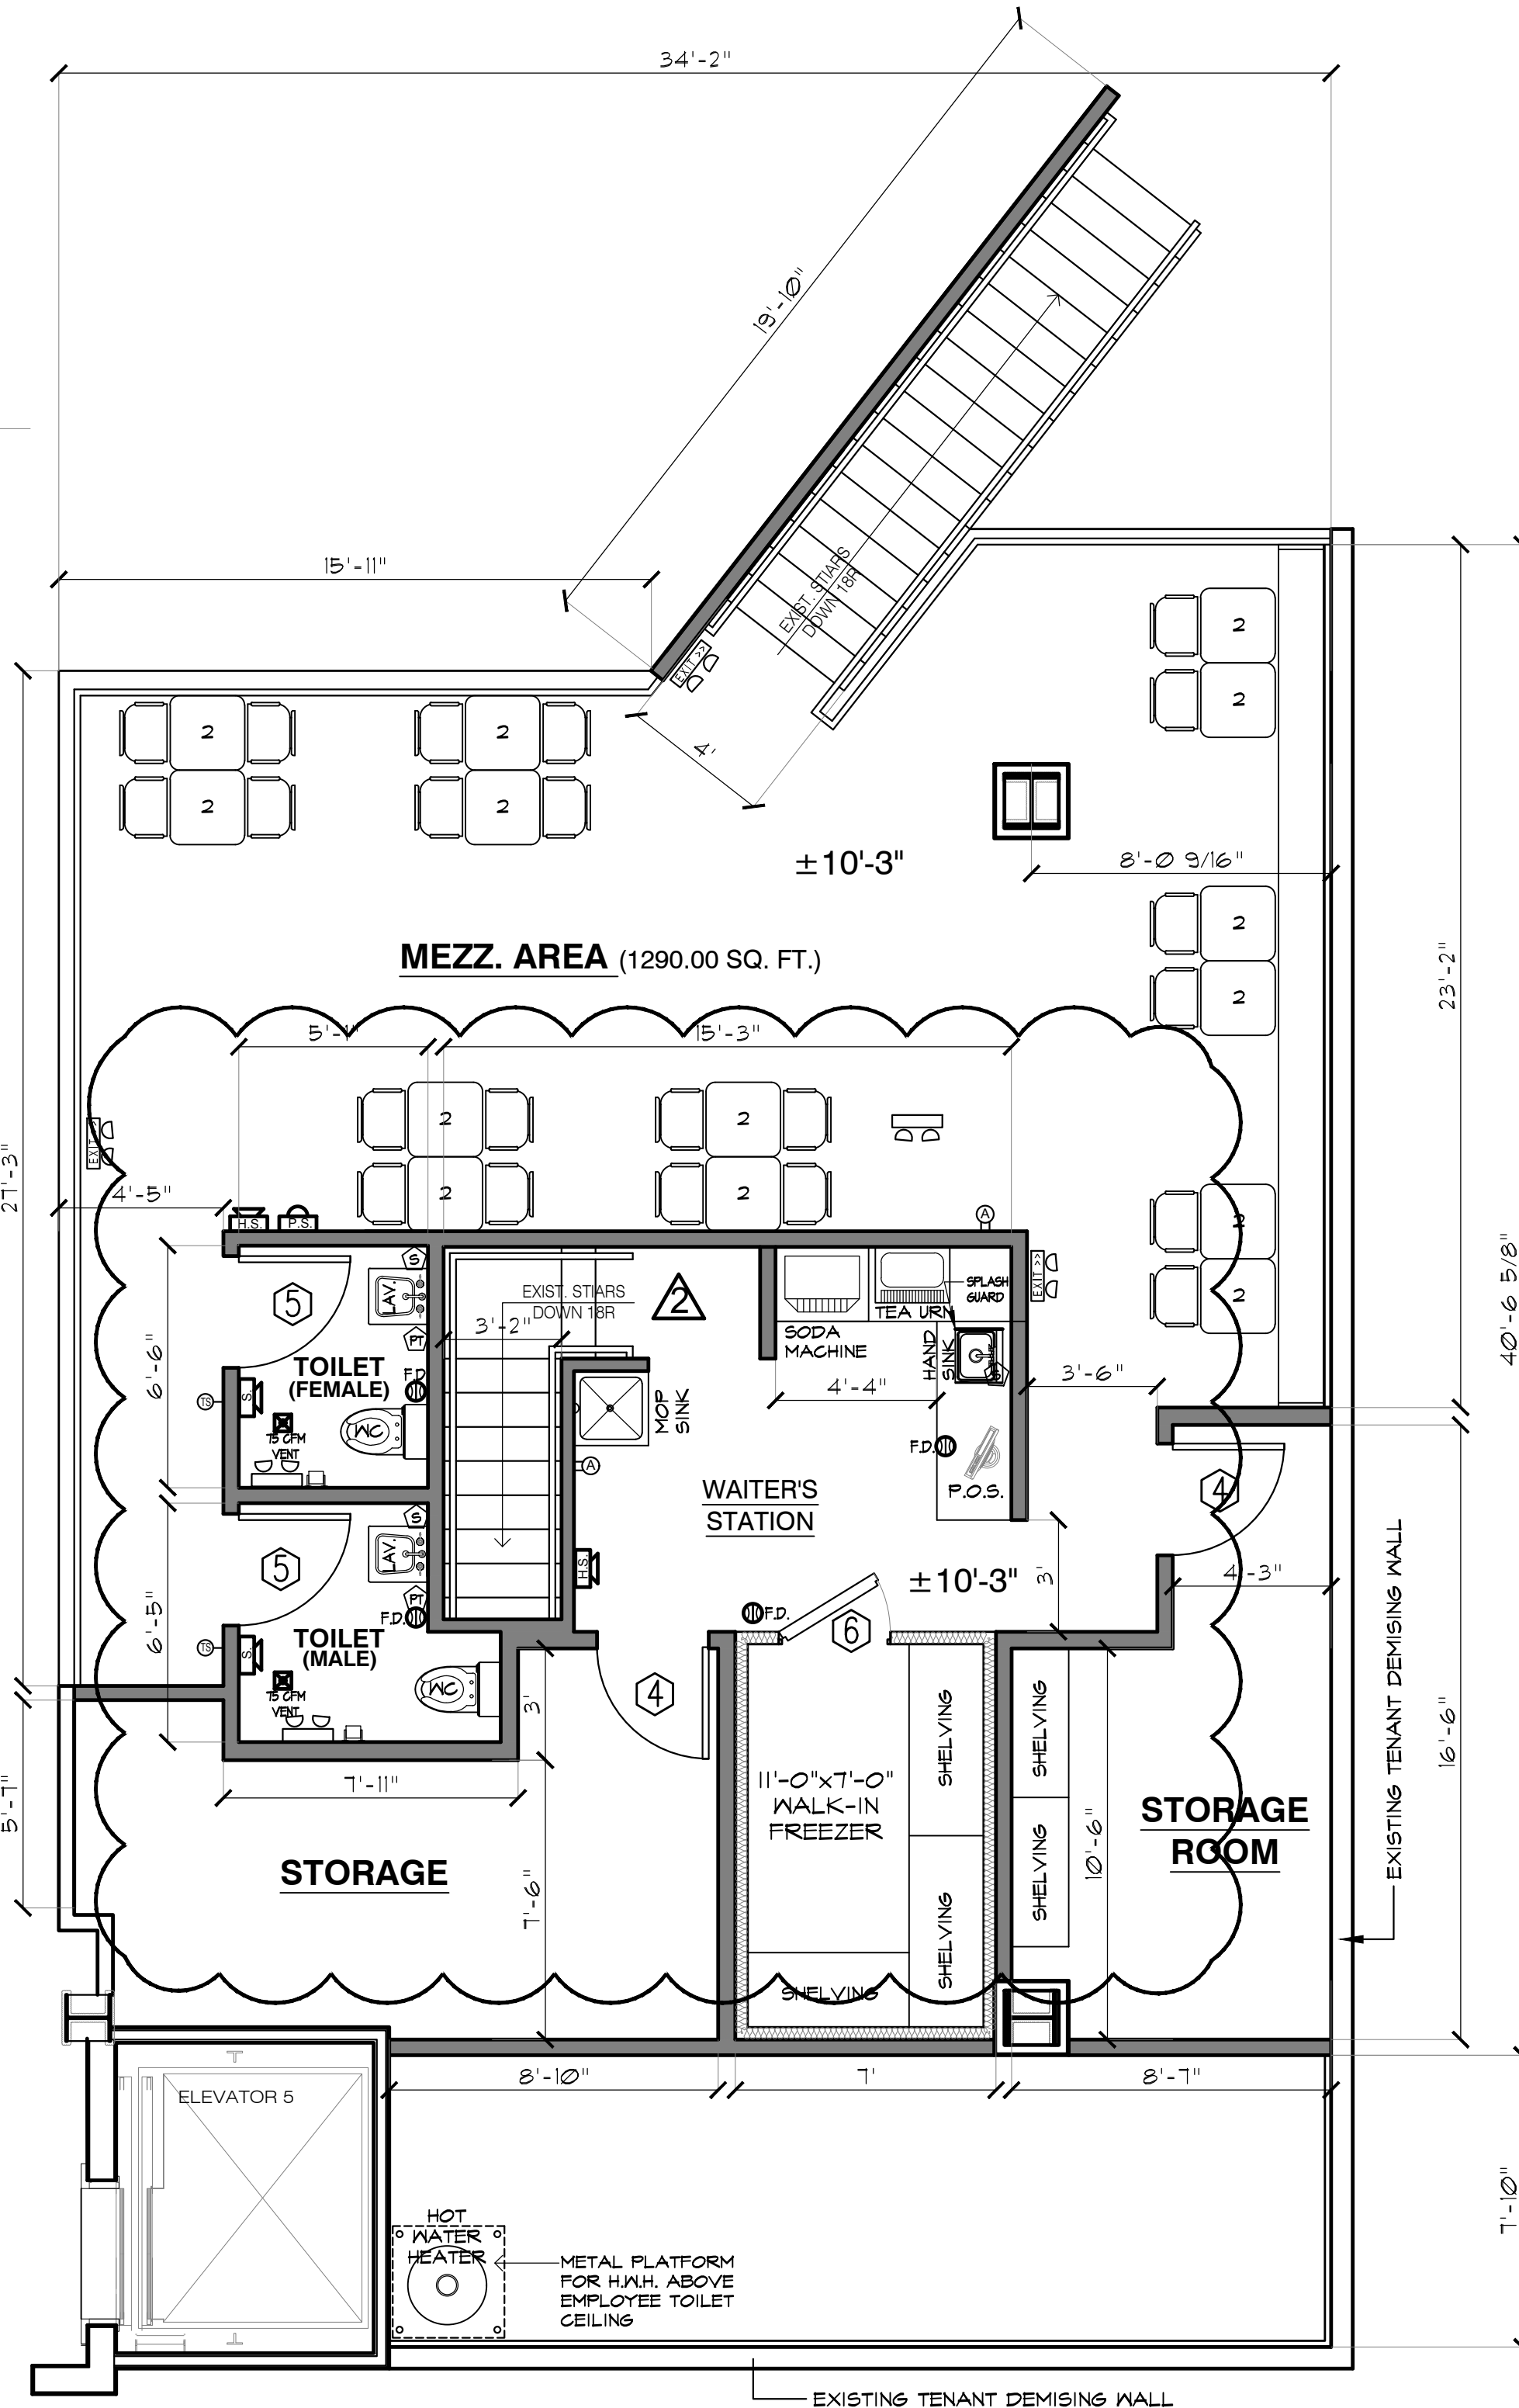 34'-2"
19'-10"
15'-11"
EXIST. STIARS
DOWN 18R
EXIT >>
4'
2
2
2
2
2
2
2
2
±10'-3"
8'-0 9/16"
2
2
MEZZ. AREA (1290.00 SQ. FT.)
23'-2"
5'-1"
15'-3"
2
2
2
2
EXIT >>
27'-3"
4'-5"
H.S.
P.S.
A
2
2
40'-6 5/8"
S
5
LAV.
PT
TOILET
(FEMALE)
F.D.
6'-6"
TS
S.
75 CFM
VENT
WC
EXIST. STIARS
DOWN 18R
3'-2"
2
SPLASH
GUARD
TEA URN
SODA
MACHINE
HAND
SINK
EXIT >>
3'-6"
4'-4"
MOP
SINK
A
F.D.
P.O.S.
WAITER'S
STATION
4
S
5
LAV.
PT
F.D.
TOILET
(MALE)
6'-5"
TS
S.
75 CFM
VENT
WC
H.S.
±10'-3"
3'
4'-3"
F.D.
6
4
3'
7'-11"
5'-7"
EXISTING TENANT DEMISING WALL
16'-6"
11'-0"x7'-0"
WALK-IN
FREEZER
SHELVING
SHELVING
SHELVING
SHELVING
SHELVING
10'-6"
STORAGE
ROOM
STORAGE
7'-6"
8'-10"
7'
8'-7"
ELEVATOR 5
7'-10"
HOT
WATER
HEATER
METAL PLATFORM
FOR H.W.H. ABOVE
EMPLOYEE TOILET
CEILING
EXISTING TENANT DEMISING WALL